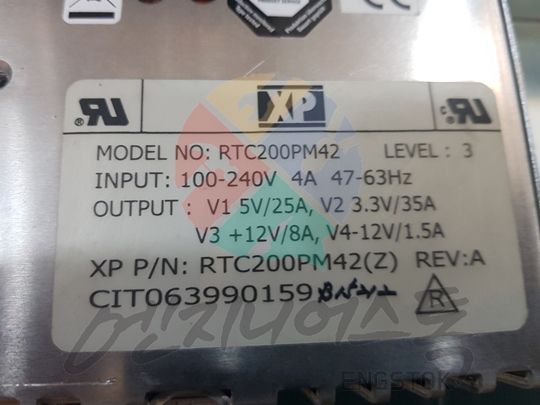 XP
MODEL NO: RTC200PM42 LEVEL : 3
INPUT: 100-240V 4A 47-63Hz
OUTPUT : V1 5V/25A, V2 3.3V/35A
V3 +12V/8A, V4-12V/1.5A
XP P/N: RTC200PM42(Z) REV:A
CIT063990159
R
엔지니어스톡
ENGSTOK